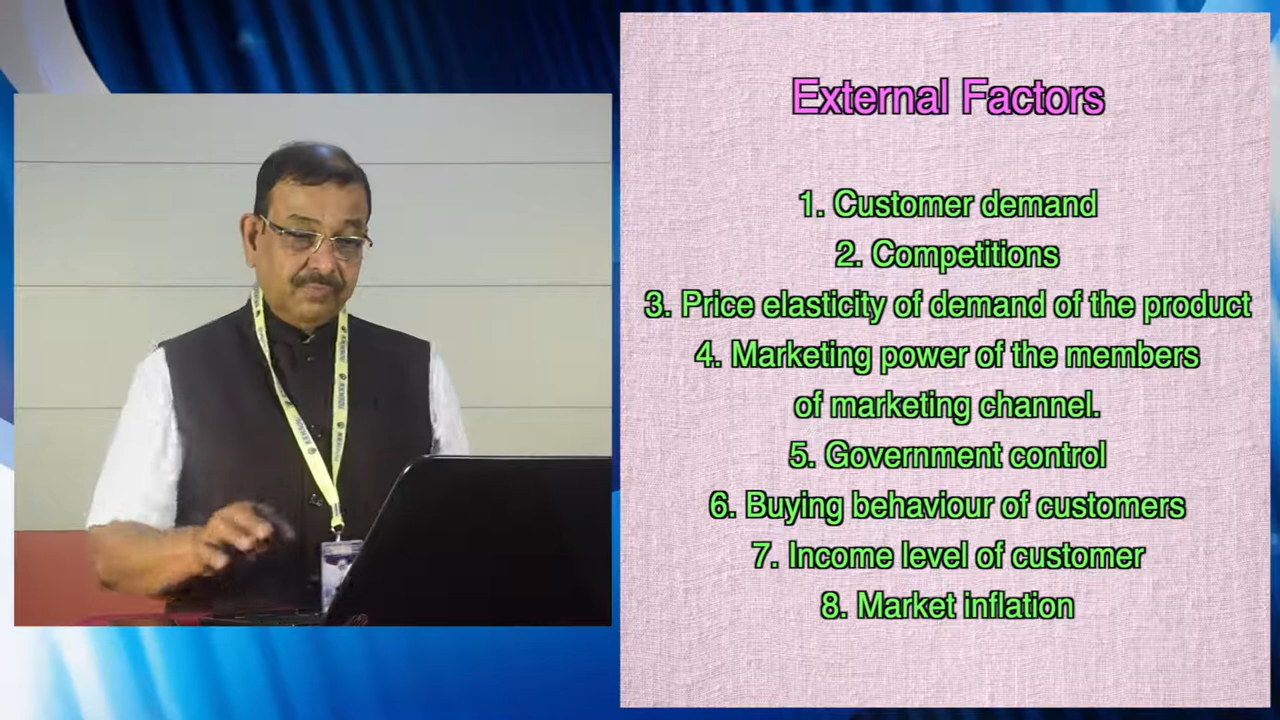 External Factors
1. Customer demand
2. Competitions
3. Price elasticity of demand of the product
4. Marketing power of the members
of marketing channel.
5. Government control
6. Buying behaviour of customers
7. Income level of customer
8. Market inflation